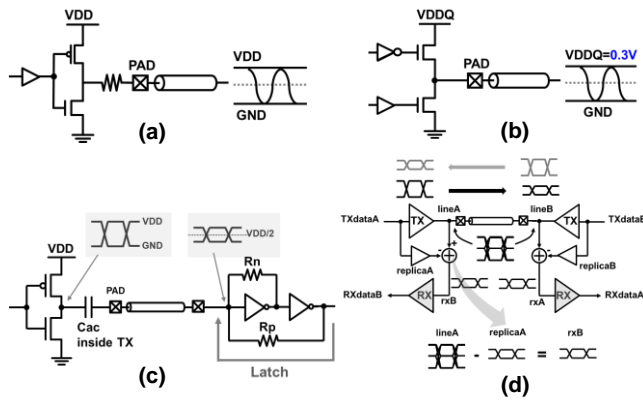 VDD
PAD
VDD
GND
(a)
VDDQ
PAD
VDDQ=0.3V
GND
(b)
VDD
GND
VDD/2
VDD
PAD
Cac
inside TX
Rn
Rp
Latch
(c)
lineA
lineB
TXdataA
TX
TX
TXdataB
replicaA
+
-
+
-
replicaB
RXdataB
RX
rxB
rxA
RX
RXdataA
lineA
replicaA
rxB
-
=
(d)